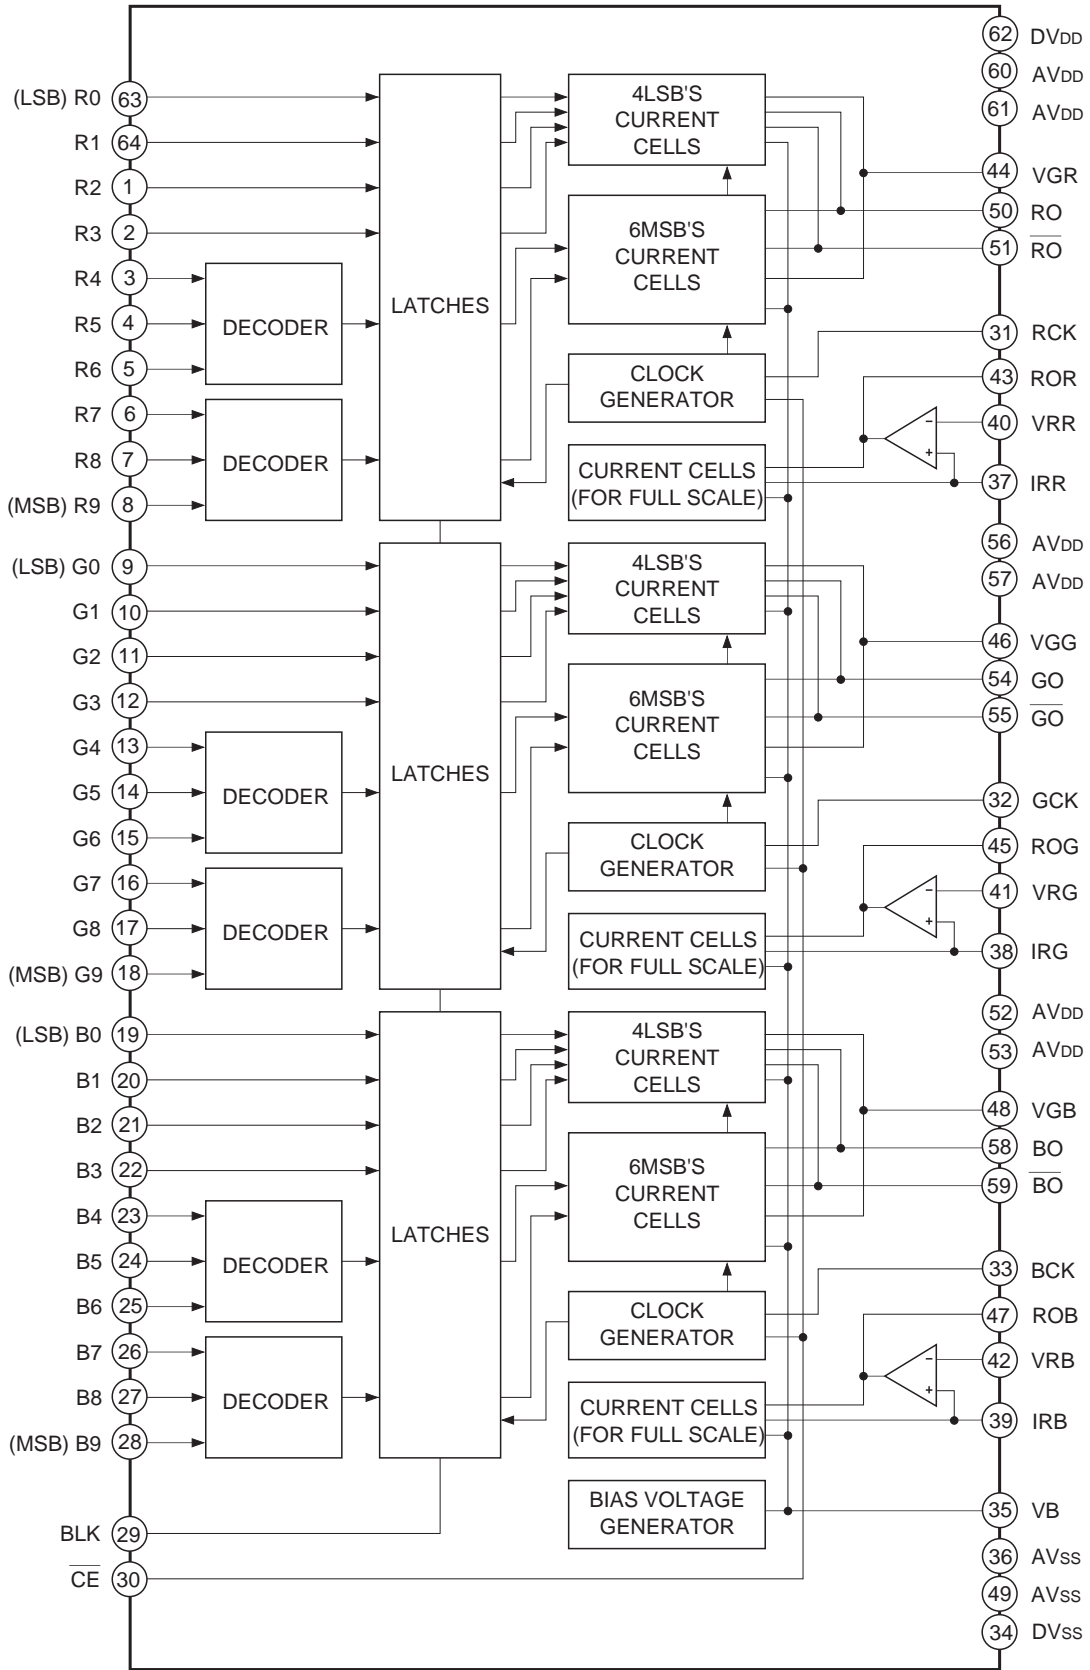 (LSB) R0 63
R1 64
R2 1
R3 2
R4 3
R5 4
R6 5
R7 6
R8 7
(MSB) R9 8
(LSB) G0 9
G1 10
G2 11
G3 12
G4 13
G5 14
G6 15
G7 16
G8 17
(MSB) G9 18
(LSB) B0 19
B1 20
B2 21
B3 22
B4 23
B5 24
B6 25
B7 26
B8 27
(MSB) B9 28
BLK 29
CE 30
DECODER
DECODER
DECODER
DECODER
DECODER
DECODER
LATCHES
LATCHES
LATCHES
4LSB'S
CURRENT
CELLS
6MSB'S
CURRENT
CELLS
CLOCK
GENERATOR
CURRENT CELLS
(FOR FULL SCALE)
4LSB'S
CURRENT
CELLS
6MSB'S
CURRENT
CELLS
CLOCK
GENERATOR
CURRENT CELLS
(FOR FULL SCALE)
4LSB'S
CURRENT
CELLS
6MSB'S
CURRENT
CELLS
CLOCK
GENERATOR
CURRENT CELLS
(FOR FULL SCALE)
BIAS VOLTAGE
GENERATOR
−
+
−
+
−
+
62 DVDD
60 AVDD
61 AVDD
44 VGR
50 RO
51 RO
31 RCK
43 ROR
40 VRR
37 IRR
56 AVDD
57 AVDD
46 VGG
54 GO
55 GO
32 GCK
45 ROG
41 VRG
38 IRG
52 AVDD
53 AVDD
48 VGB
58 BO
59 BO
33 BCK
47 ROB
42 VRB
39 IRB
35 VB
36 AVSS
49 AVSS
34 DVSS